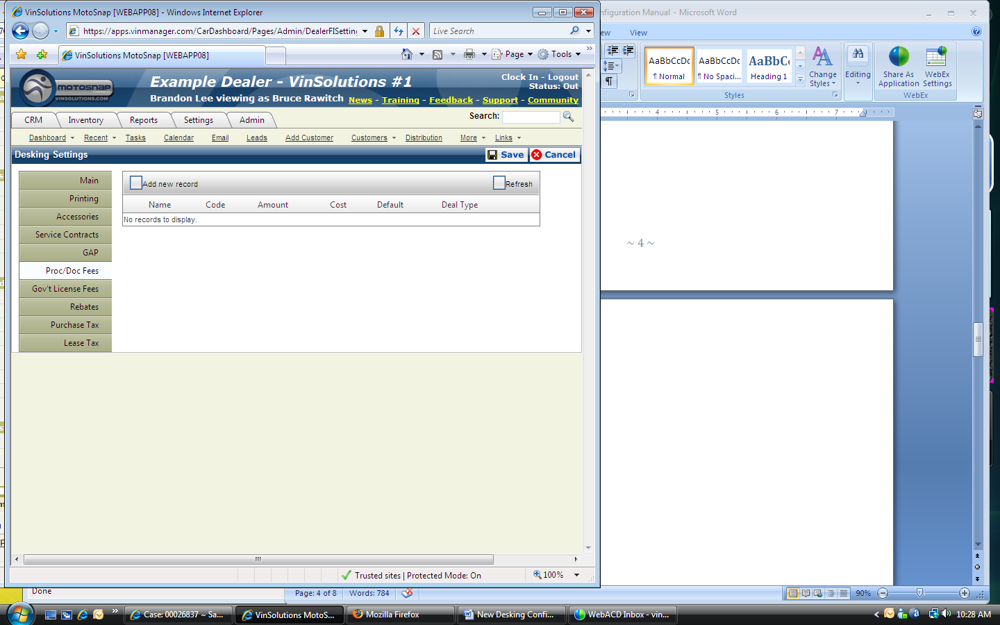 VinSolutions MotoSnap [WEBAPP08] - Windows Internet Explorer
https://apps.vinmanager.com/CarDashboard/Pages/Admin/DealerFISettin
Live Search
VinSolutions MotoSnap [WEBAPP08]
Page
Tools
MOTOSNAP
VINSOLUTIONS.COM
Example Dealer - VinSolutions #1
Clock In - Logout
Status: Out
Brandon Lee viewing as Bruce Rawitch News - Training - Feedback - Support - Community
CRM Inventory Reports Settings Admin
Search:
Dashboard Recent Tasks Calendar Email Leads Add Customer Customers Distribution More Links
Desking Settings
Save Cancel
Main
Printing
Accessories
Service Contracts
GAP
Proc/Doc Fees
Gov't License Fees
Rebates
Purchase Tax
Lease Tax
Add new record
Refresh
Name Code Amount Cost Default Deal Type
No records to display.
Trusted sites | Protected Mode: On
100%
Done
nfiguration Manual - Microsoft Word
ew View
AaBbCcDc AaBbCcDc AaBbC
¶ Normal ¶ No Spaci... Heading 1
Change Styles
Editing
Share As Application
WebEx Settings
Styles
WebEx
4 5 6 7
~ 4 ~
Page: 4 of 8 Words: 784
90%
Case: 00026837 ~ Sa...
VinSolutions MotoS...
Mozilla Firefox
New Desking Confi...
WebACD Inbox - vin...
10:28 AM